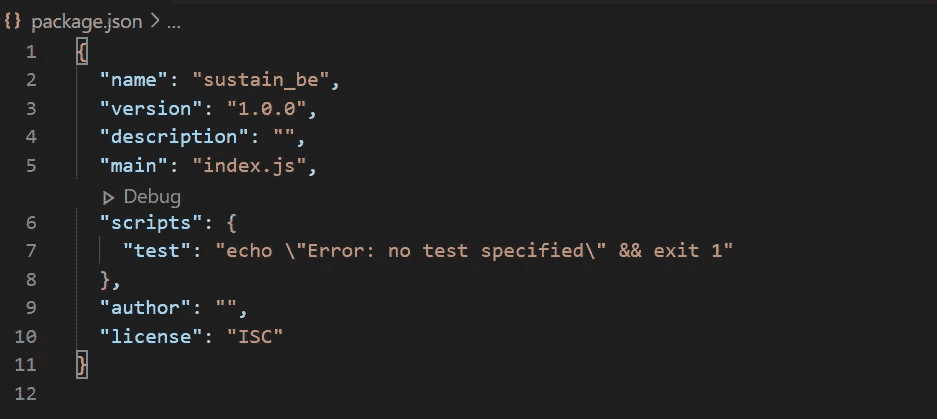 {} package.json > ...
1 {
2 "name": "sustain_be",
3 "version": "1.0.0",
4 "description": "",
5 "main": "index.js",
Debug
6 "scripts": {
7 "test": "echo \"Error: no test specified\" && exit 1"
8 },
9 "author": "",
10 "license": "ISC"
11 }
12